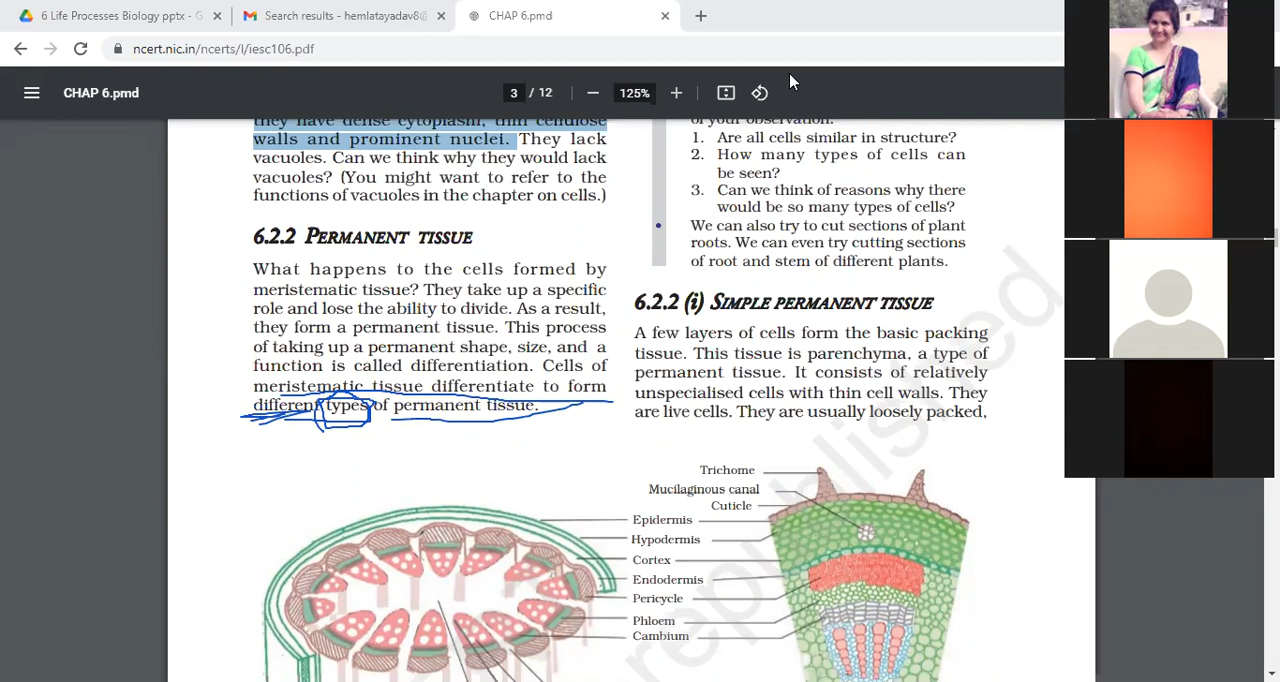 6 Life Processes Biology pptx - G
Search results - hemlatayadav8@
CHAP 6.pmd
ncert.nic.in/ncerts/l/iesc106.pdf
CHAP 6.pmd
3 / 12
125%
they have dense cytoplasm, thin cellulose
walls and prominent nuclei. They lack
vacuoles. Can we think why they would lack
vacuoles? (You might want to refer to the
functions of vacuoles in the chapter on cells.)
6.2.2 PERMANENT TISSUE
What happens to the cells formed by
meristematic tissue? They take up a specific
role and lose the ability to divide. As a result,
they form a permanent tissue. This process
of taking up a permanent shape, size, and a
function is called differentiation. Cells of
meristematic tissue differentiate to form
different types of permanent tissue.
of your observation.
1. Are all cells similar in structure?
2. How many types of cells can
be seen?
3. Can we think of reasons why there
would be so many types of cells?
We can also try to cut sections of plant
roots. We can even try cutting sections
of root and stem of different plants.
6.2.2 (i) SIMPLE PERMANENT TISSUE
A few layers of cells form the basic packing
tissue. This tissue is parenchyma, a type of
permanent tissue. It consists of relatively
unspecialised cells with thin cell walls. They
are live cells. They are usually loosely packed,
Trichome
Mucilaginous canal
Cuticle
Epidermis
Hypodermis
Cortex
Endodermis
Pericycle
Phloem
Cambium
republished